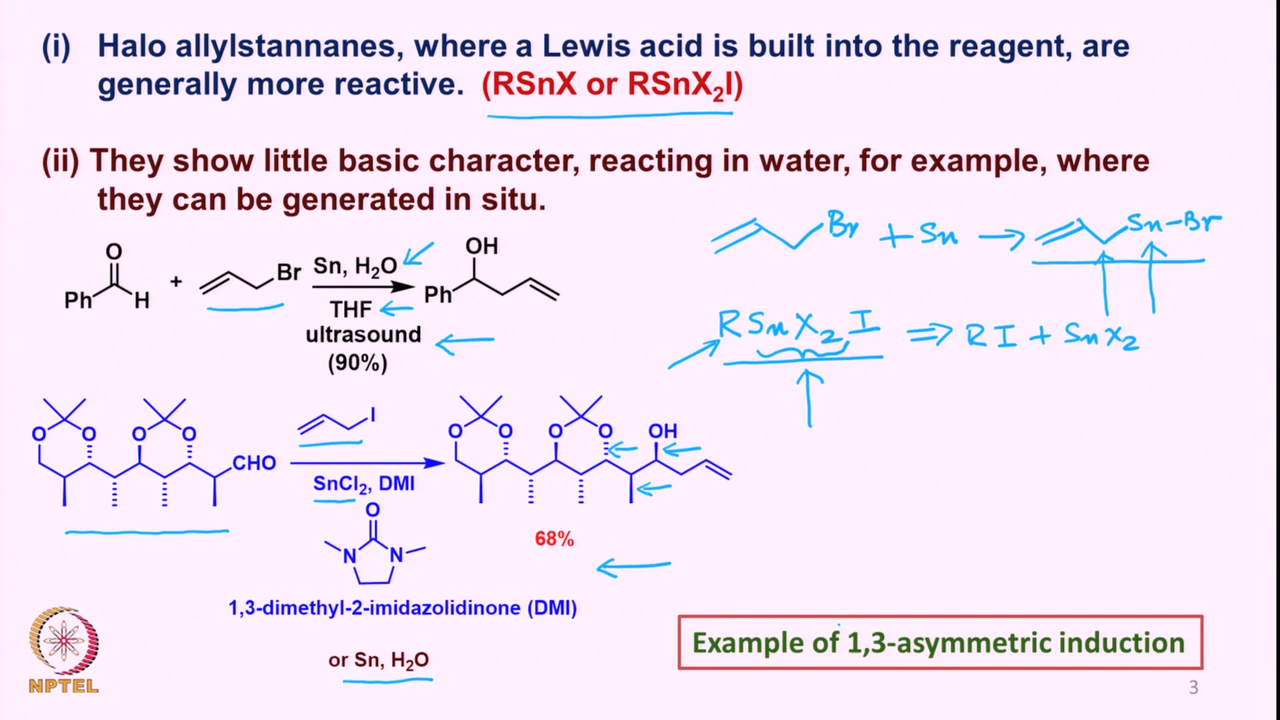 (i) Halo allylstannanes, where a Lewis acid is built into the reagent, are
generally more reactive. (RSnX or RSnX₂I)
(ii) They show little basic character, reacting in water, for example, where
they can be generated in situ.
Br + Sn → Sn-Br
O
Ph H
+
Br
Sn, H₂O
THF
ultrasound
(90%)
OH
Ph
RSnX₂I ⇒ RI + SnX₂
O O O O
CHO
I
SnCl₂, DMI
O
N N
1,3-dimethyl-2-imidazolidinone (DMI)
or Sn, H₂O
O O O O OH
68%
Example of 1,3-asymmetric induction
NPTEL
3